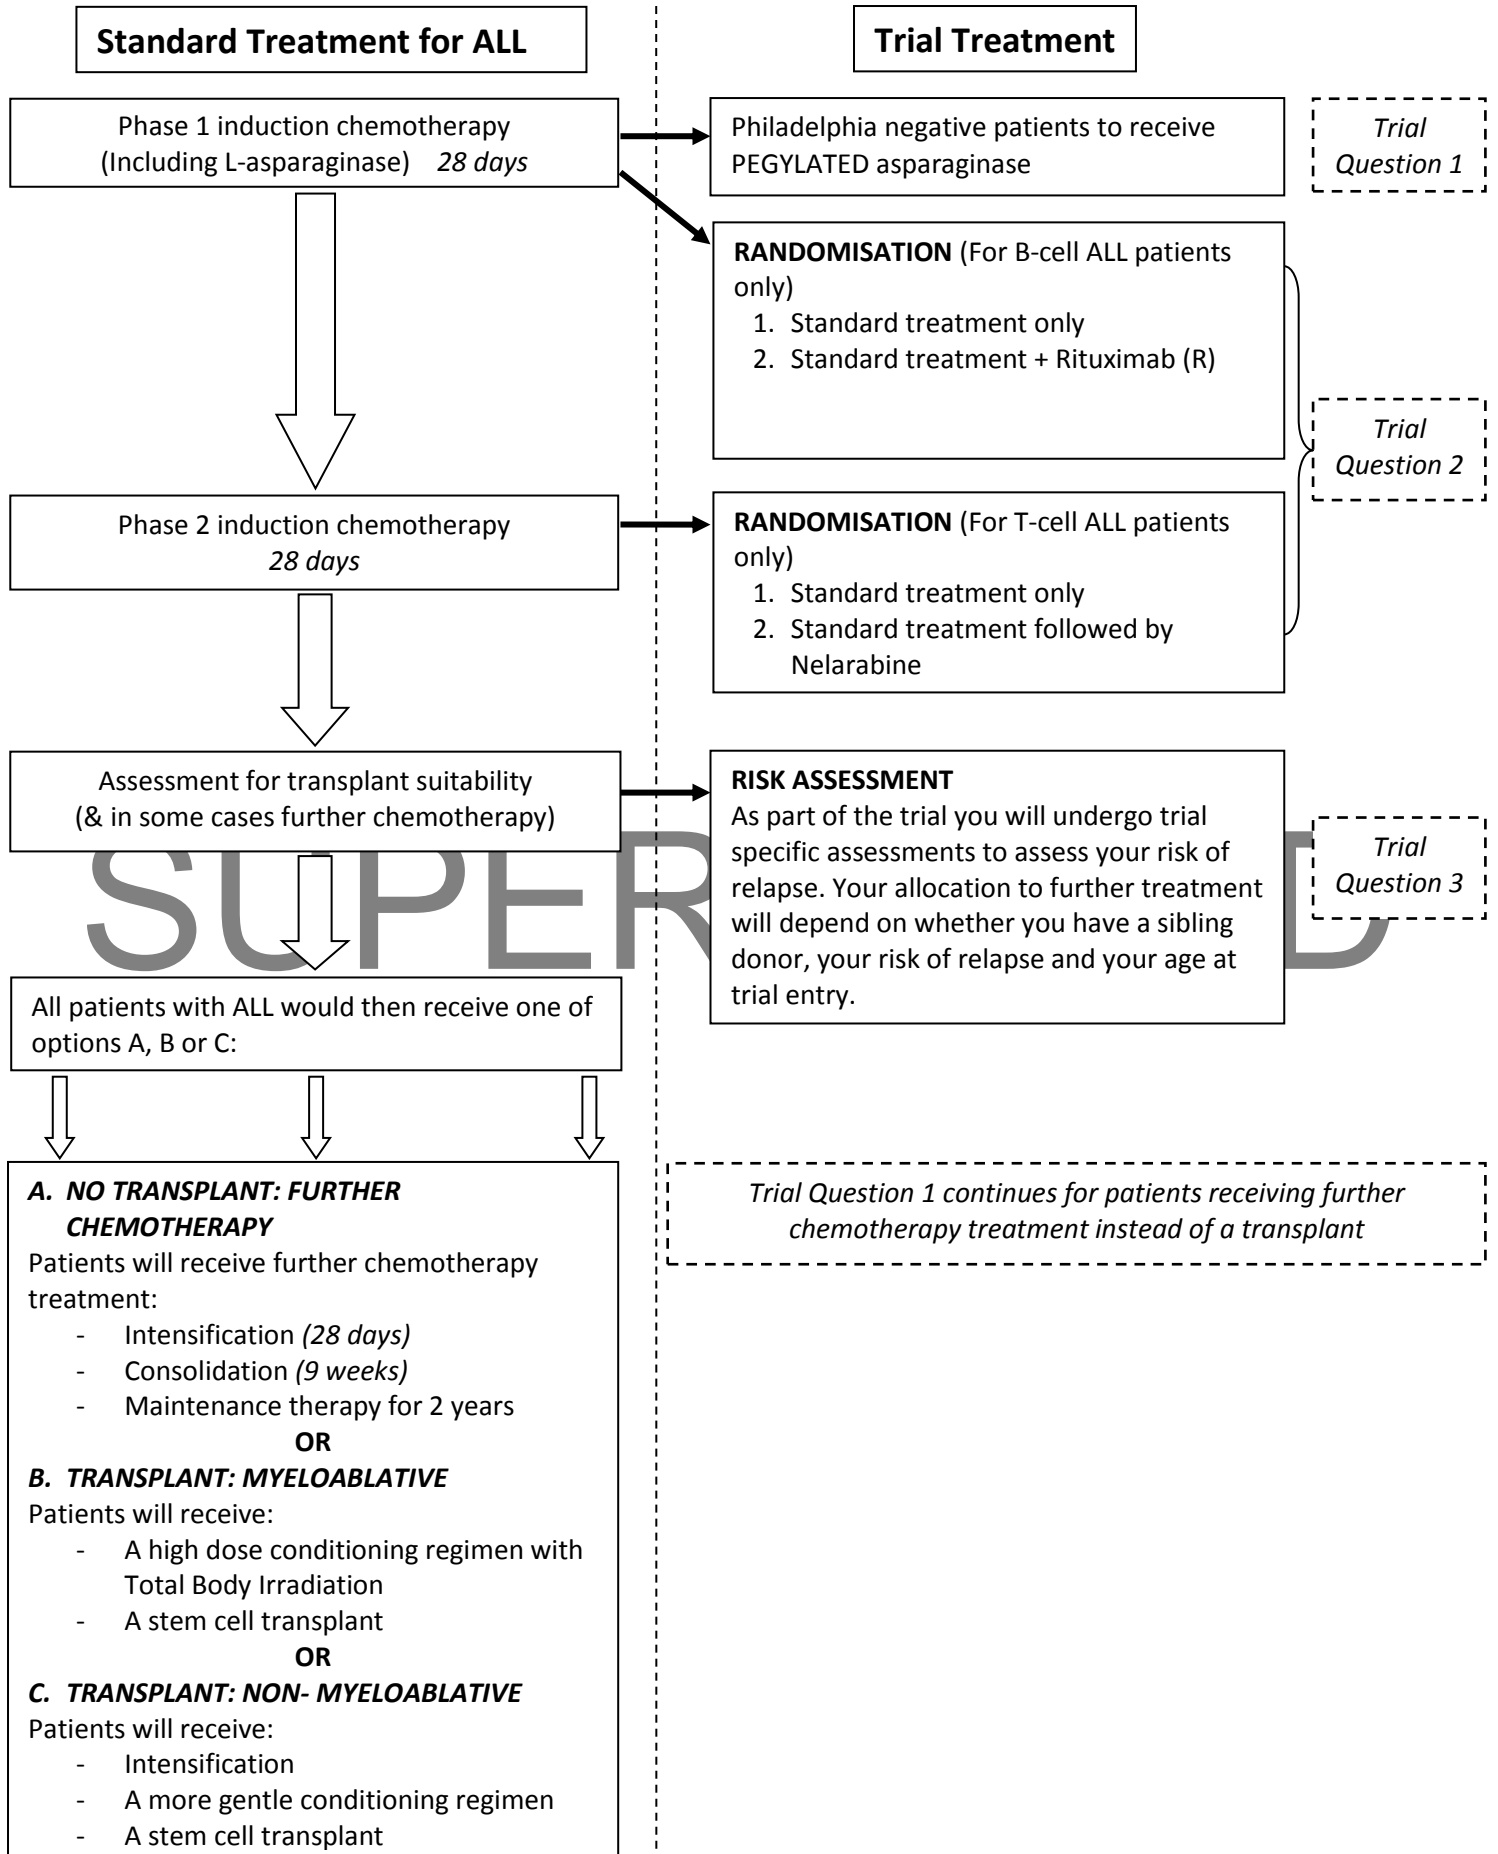 Standard Treatment for ALL
Trial Treatment
Phase 1 induction chemotherapy
(Including L-asparaginase) 28 days
Philadelphia negative patients to receive
PEGYLATED asparaginase
Trial
Question 1
RANDOMISATION (For B-cell ALL patients
only)
1. Standard treatment only
2. Standard treatment + Rituximab (R)
Trial
Question 2
Phase 2 induction chemotherapy
28 days
RANDOMISATION (For T-cell ALL patients
only)
1. Standard treatment only
2. Standard treatment followed by
Nelarabine
Assessment for transplant suitability
(& in some cases further chemotherapy)
RISK ASSESSMENT
As part of the trial you will undergo trial
specific assessments to assess your risk of
relapse. Your allocation to further treatment
will depend on whether you have a sibling
donor, your risk of relapse and your age at
trial entry.
Trial
Question 3
All patients with ALL would then receive one of
options A, B or C:
A. NO TRANSPLANT: FURTHER
CHEMOTHERAPY
Patients will receive further chemotherapy
treatment:
- Intensification (28 days)
- Consolidation (9 weeks)
- Maintenance therapy for 2 years
OR
B. TRANSPLANT: MYELOABLATIVE
Patients will receive:
- A high dose conditioning regimen with
Total Body Irradiation
- A stem cell transplant
OR
C. TRANSPLANT: NON- MYELOABLATIVE
Patients will receive:
- Intensification
- A more gentle conditioning regimen
- A stem cell transplant
Trial Question 1 continues for patients receiving further
chemotherapy treatment instead of a transplant